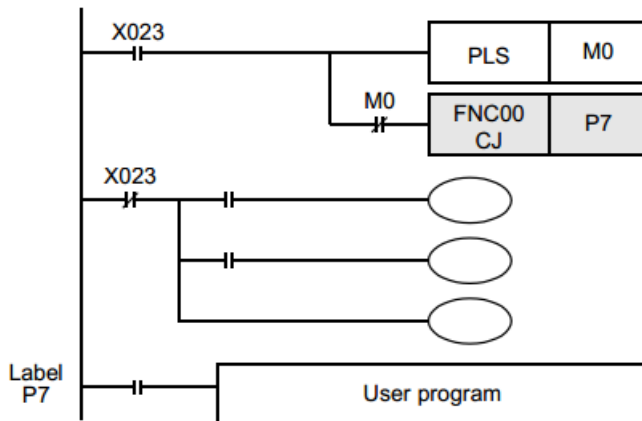 X023
PLS M0
M0
FNC00 CJ P7
X023
Label P7
User program